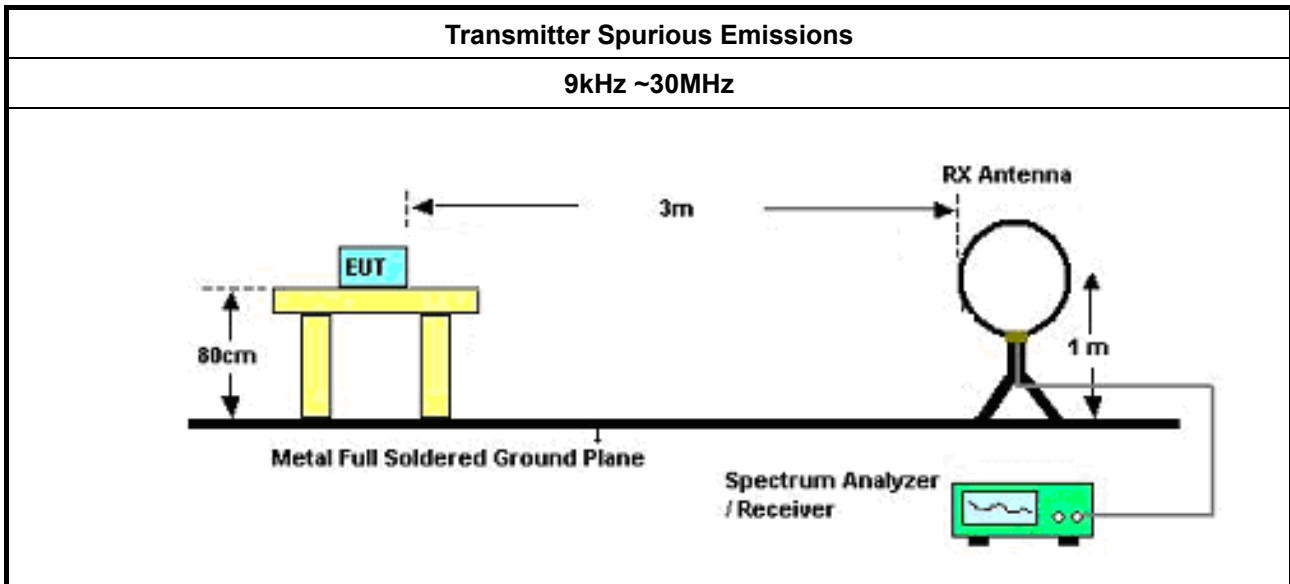 Transmitter Spurious Emissions
9kHz ~30MHz
RX Antenna
3m
EUT
80cm
1 m
Metal Full Soldered Ground Plane
Spectrum Analyzer
/ Receiver